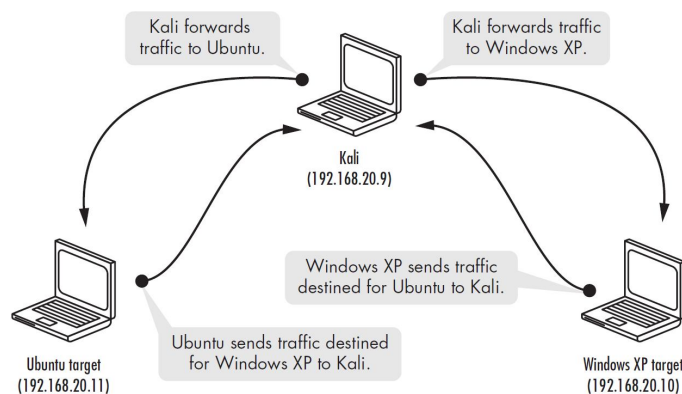 Kali forwards
traffic to Ubuntu.
Kali forwards traffic
to Windows XP.
Kali
(192.168.20.9)
Windows XP sends traffic
destined for Ubuntu to Kali.
Ubuntu sends traffic destined
for Windows XP to Kali.
Ubuntu target
(192.168.20.11)
Windows XP target
(192.168.20.10)